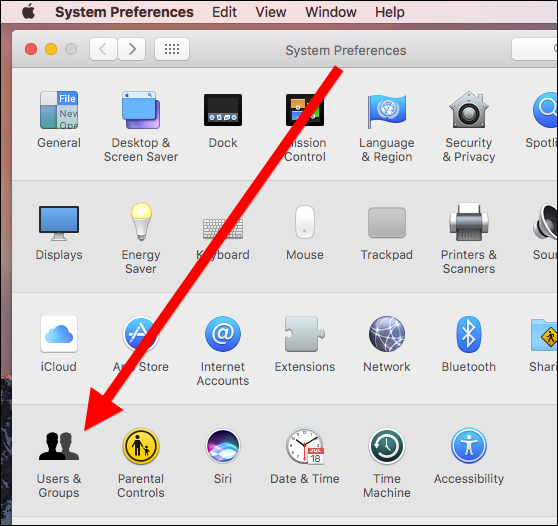 System Preferences Edit View Window Help
System Preferences
File
New
Ope
General
Desktop &
Screen Saver
Dock
Mission
Control
Language
& Region
Security
& Privacy
Spotli
Displays
Energy
Saver
Keyboard
Mouse
Trackpad
Printers &
Scanners
Soun
iCloud
App Store
Internet
Accounts
Extensions
Network
Bluetooth
Shari
Users &
Groups
Parental
Controls
Siri
JUL
18
Date & Time
Time
Machine
Accessibility